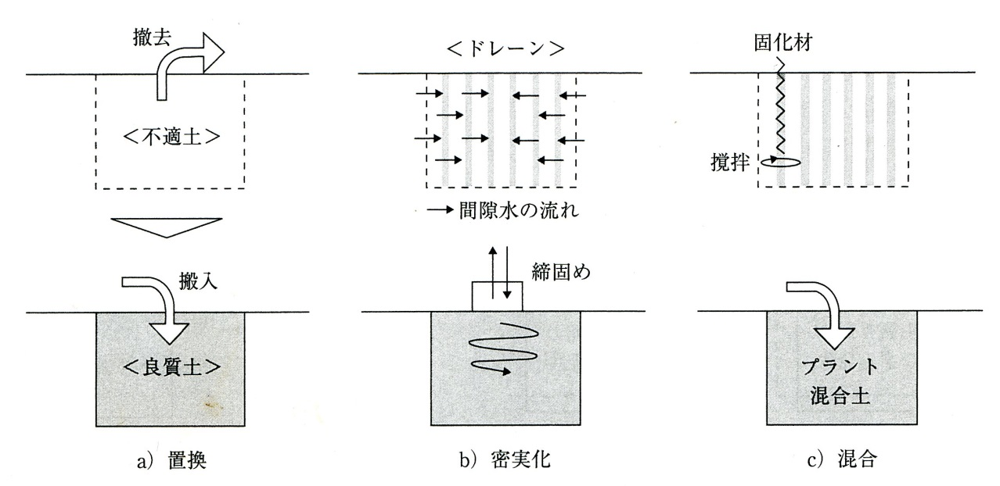 撤去
<不適土>
搬入
<良質土>
a) 置換
<ドレーン>
間隙水の流れ
締固め
b) 密実化
固化材
撹拌
プラント
混合土
c) 混合